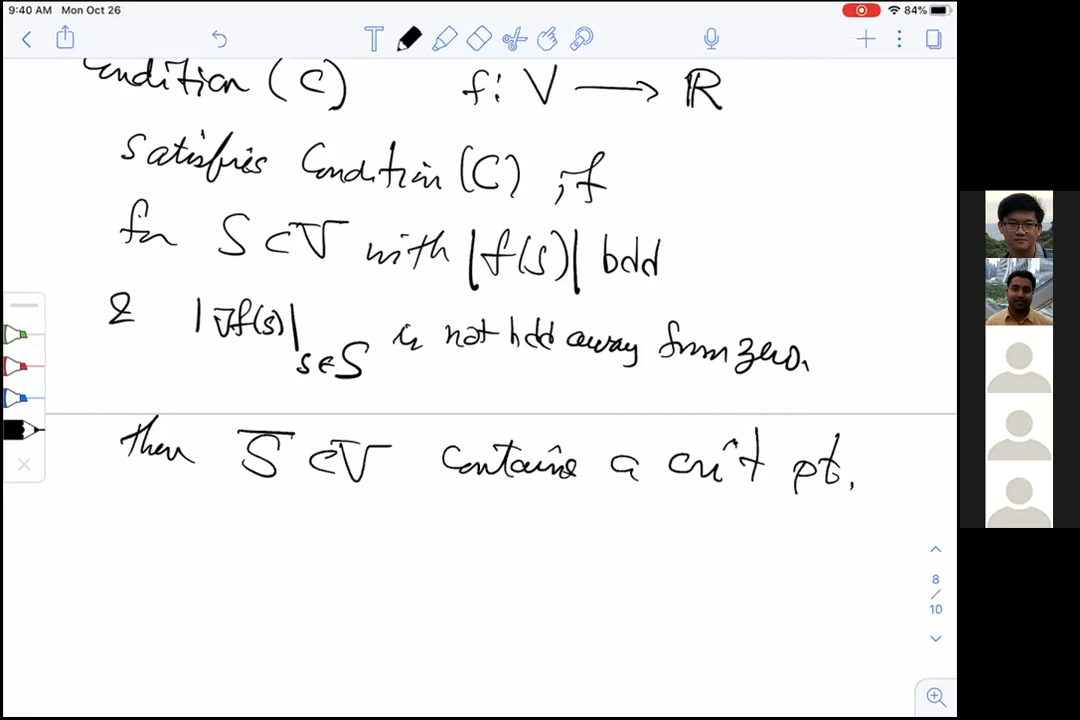 9:40 AM Mon Oct 26
84%
Condition (C) f: V → R
Satisfies Condition (C), if
for S ⊂ V with |f(s)| bdd
& |∇f(s)| s∈S is not bdd away from zero,
then S̅ ⊂ V contains a crit pt.
8
/
10